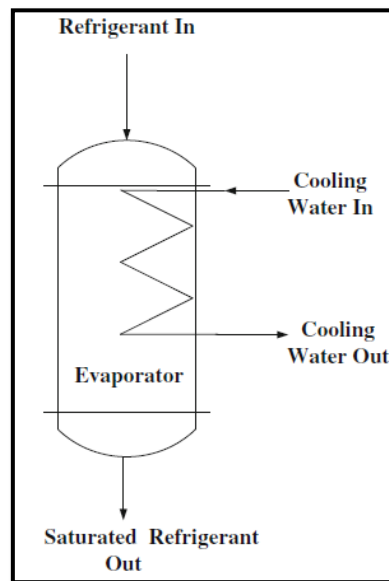 Refrigerant In
Cooling
Water In
Cooling
Water Out
Evaporator
Saturated Refrigerant
Out